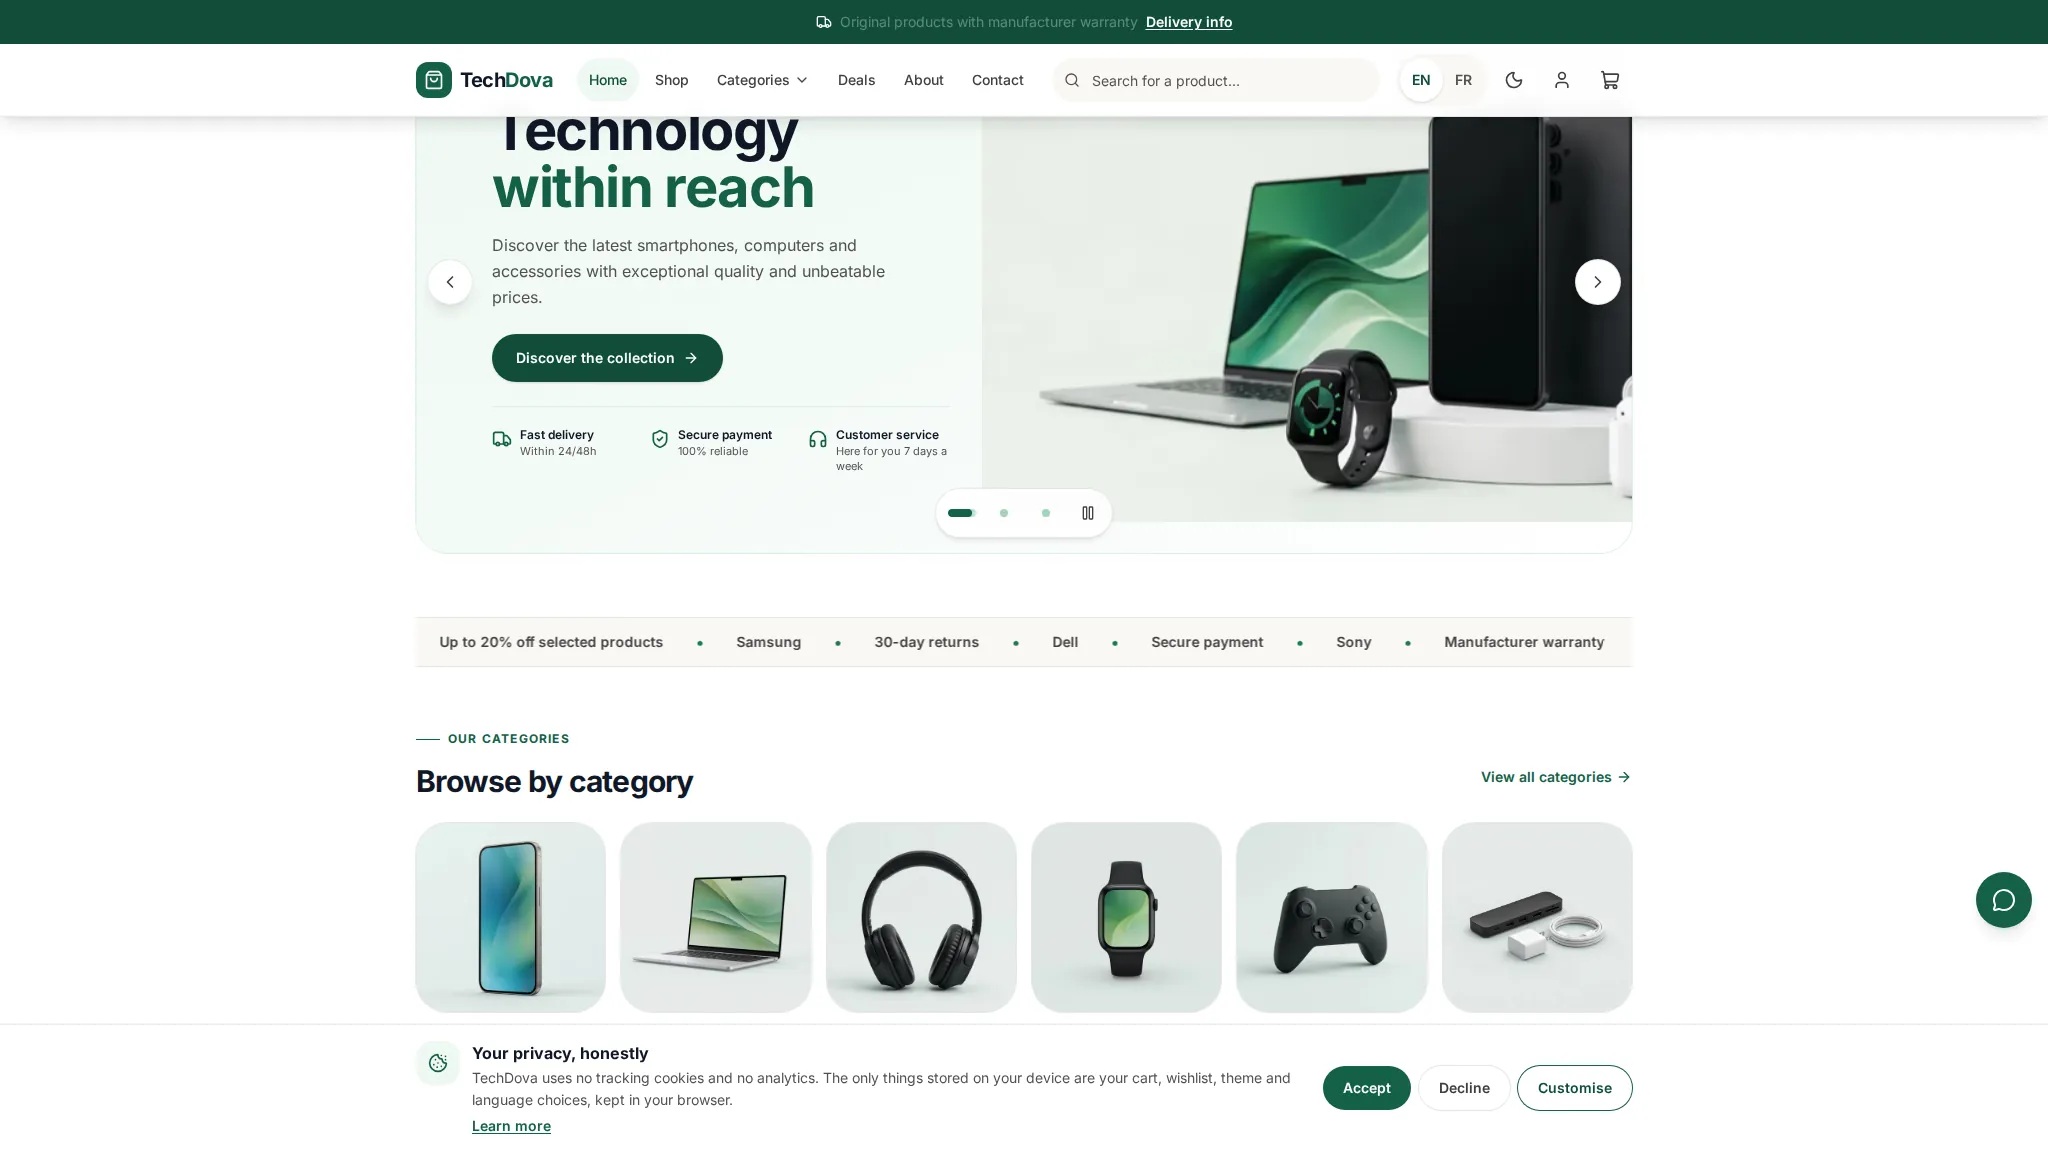 Original products with manufacturer warranty Delivery info
TechDova Home Shop Categories Deals About Contact Search for a product... EN FR
Technology
within reach
Discover the latest smartphones, computers and
accessories with exceptional quality and unbeatable
prices.
Discover the collection
Fast delivery
Within 24/48h
Secure payment
100% reliable
Customer service
Here for you 7 days a
week
Up to 20% off selected products • Samsung • 30-day returns • Dell • Secure payment • Sony • Manufacturer warranty
OUR CATEGORIES
Browse by category
View all categories
Your privacy, honestly
TechDova uses no tracking cookies and no analytics. The only things stored on your device are your cart, wishlist, theme and
language choices, kept in your browser.
Learn more
Accept Decline Customise